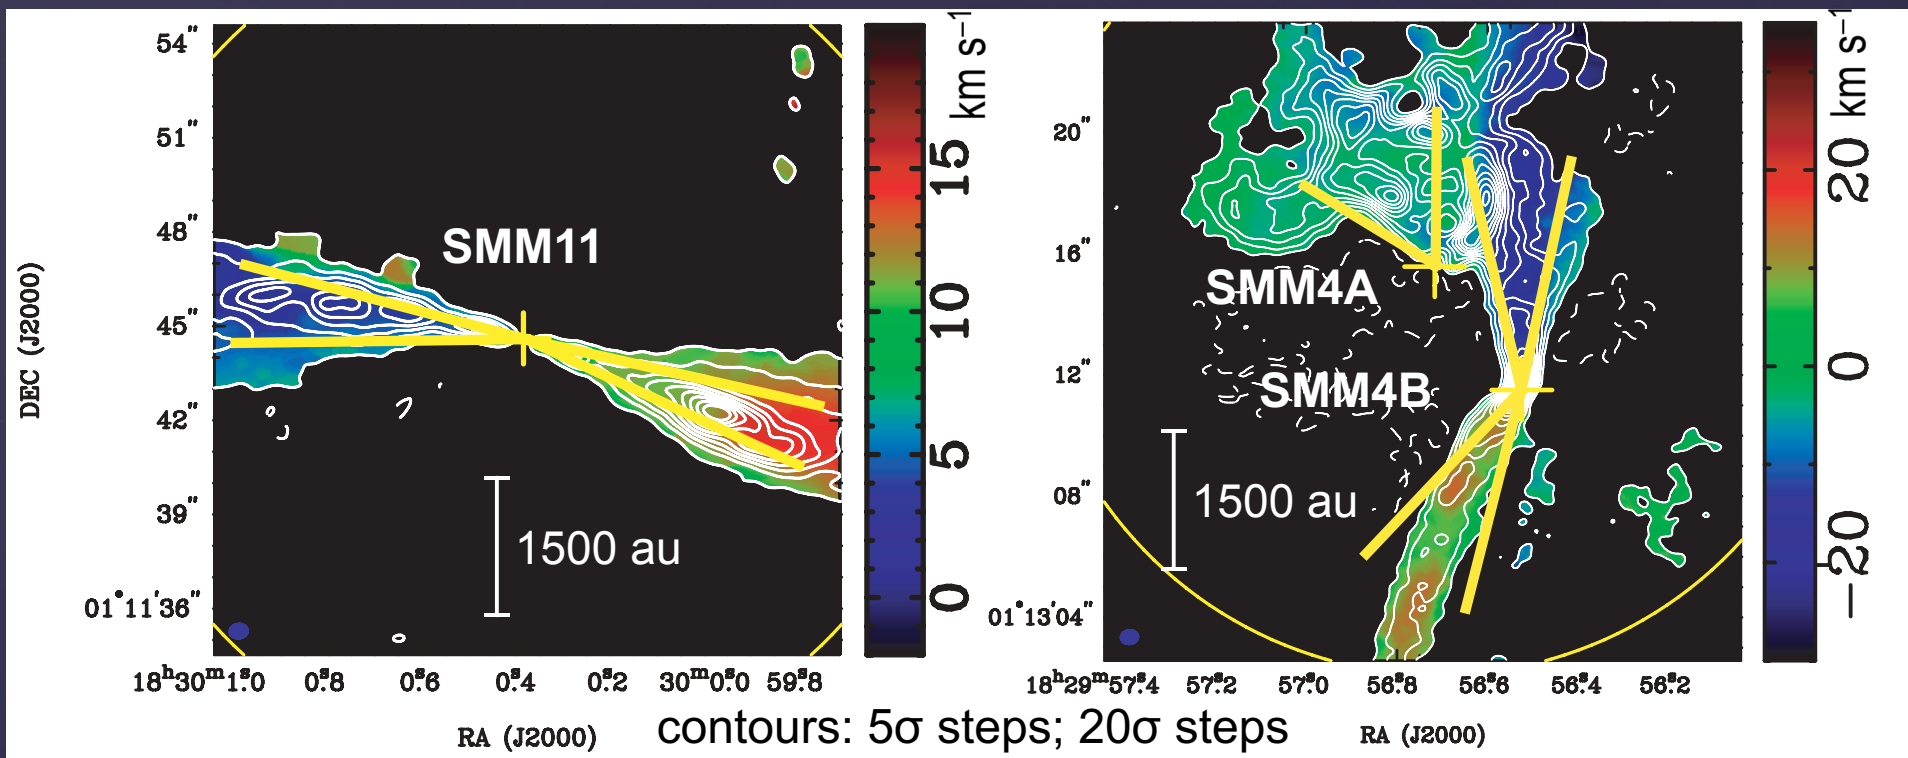 54"
51"
48"
45"
42"
39"
01°11'36"
DEC (J2000)
SMM11
1500 au
18h30m1s.0 0s.8 0s.6 0s.4 0s.2 30m0s.0 59s.8
RA (J2000)
km s−1
15
10
5
0
20"
16"
12"
08"
01°13'04"
SMM4A
SMM4B
1500 au
18h29m57s.4 57s.2 57s.0 56s.8 56s.6 56s.4 56s.2
RA (J2000)
km s−1
20
0
−20
contours: 5σ steps; 20σ steps